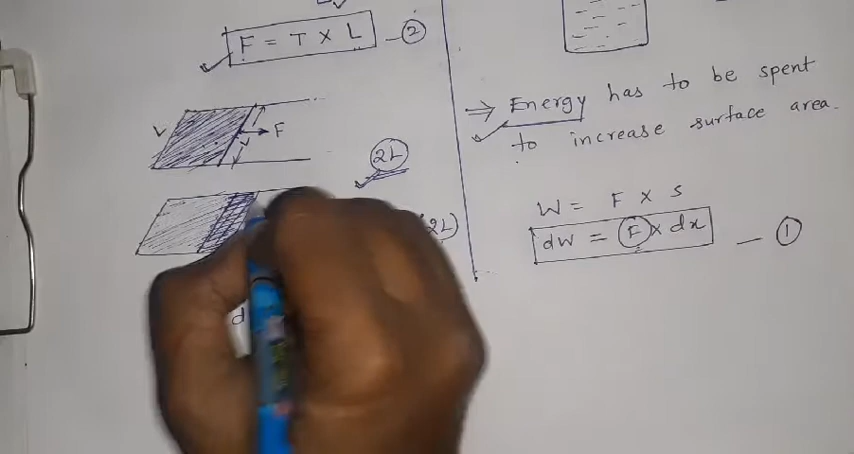 F = T × L — ②
F
2L
(2L)
d
⇒ Energy has to be spent
to increase surface area.
W = F × S
dW = F × dx — ①